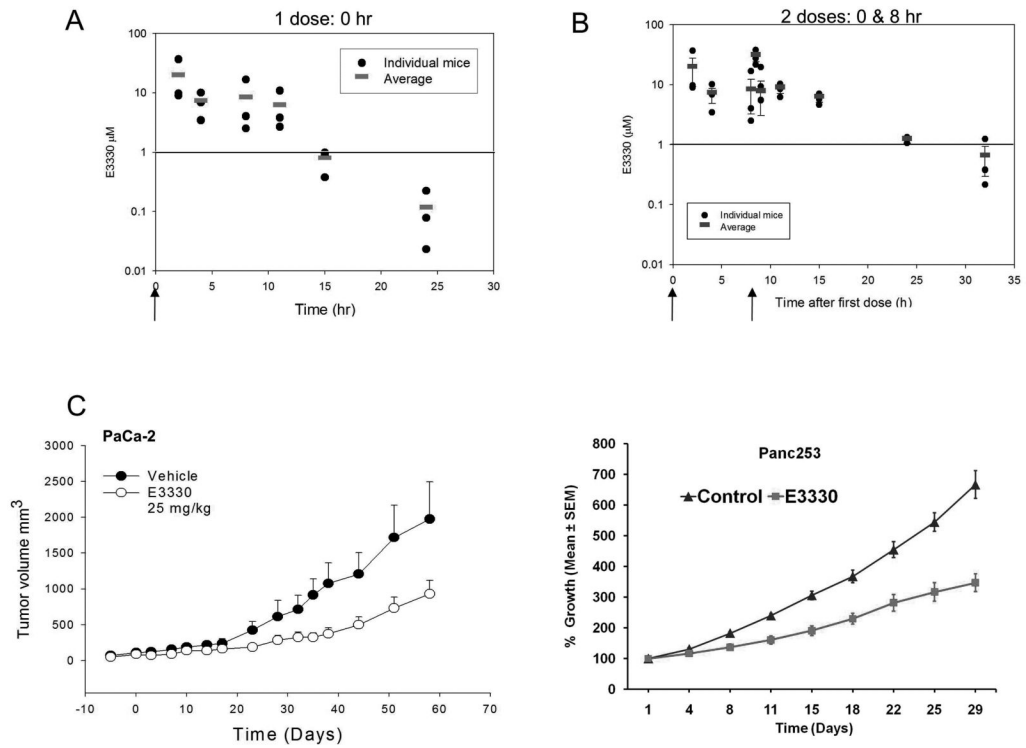 A
1 dose: 0 hr
100
10
1
0.1
0.01
E3330 µM
Individual mice
Average
0
5
10
15
20
25
30
Time (hr)
B
2 doses: 0 & 8 hr
100
10
1
0.1
0.01
E3330 (µM)
Individual mice
Average
0
5
10
15
20
25
30
35
Time after first dose (h)
C
PaCa-2
3000
2500
2000
1500
1000
500
0
Tumor volume mm³
Vehicle
E3330
25 mg/kg
-10
0
10
20
30
40
50
60
70
Time (Days)
Panc253
800
700
600
500
400
300
200
100
0
% Growth (Mean ± SEM)
Control
E3330
1
4
8
11
15
18
22
25
29
Time (Days)